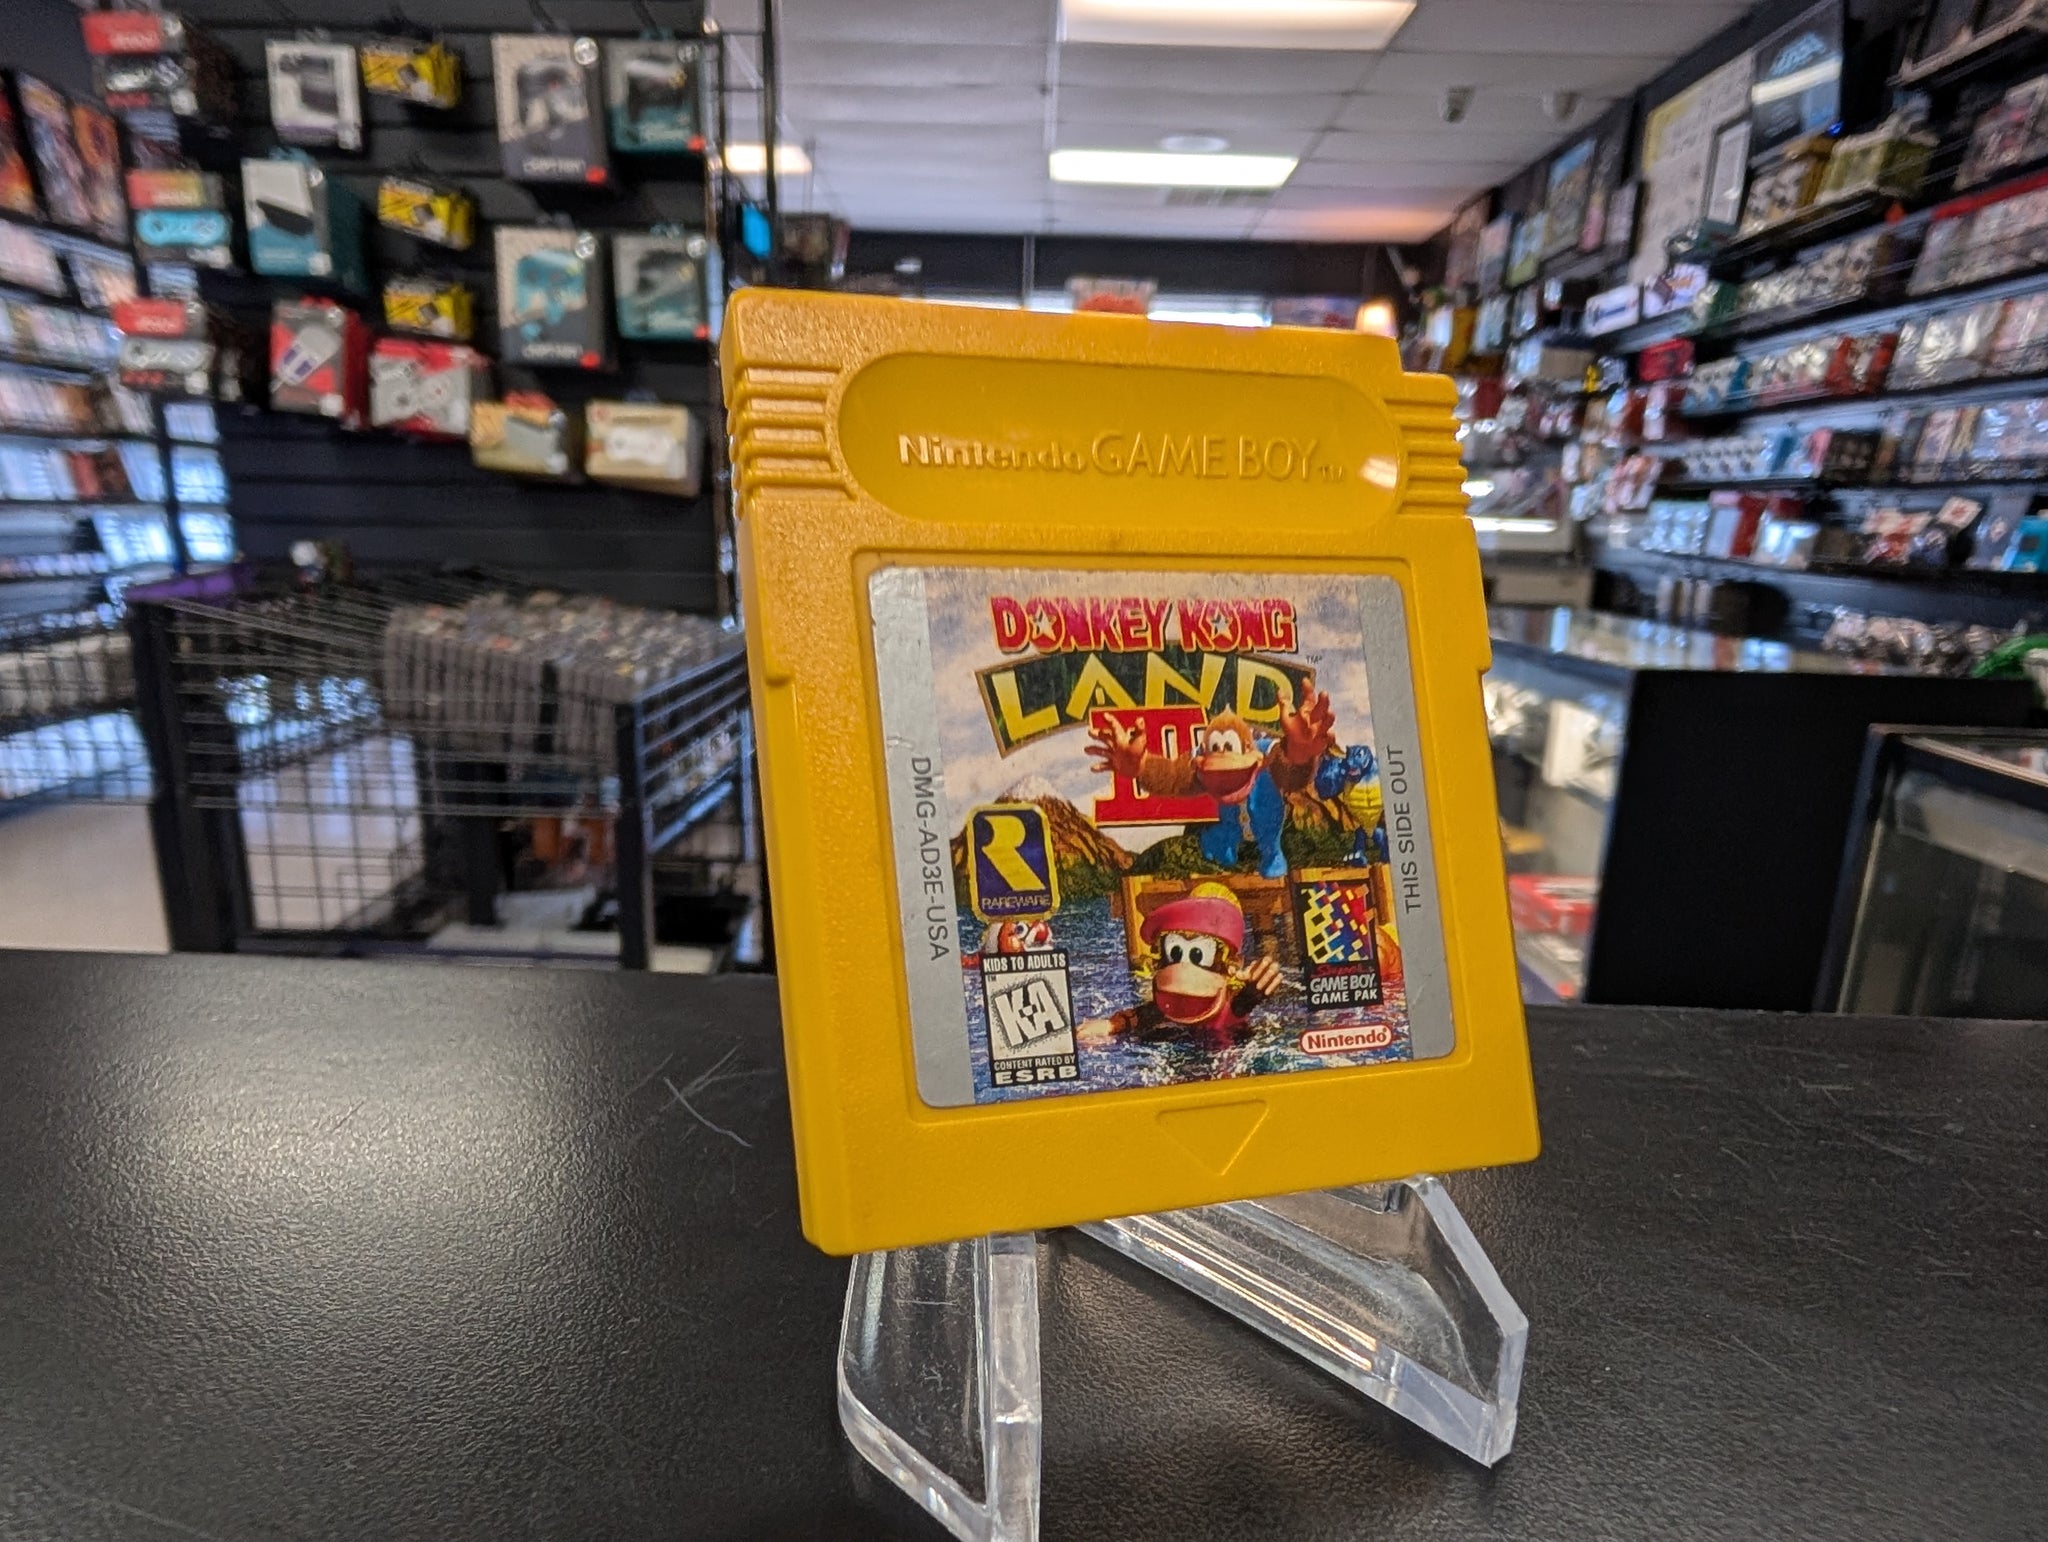 Nintendo GAME BOY TM
DONKEY KONG
LAND TM
III
DMG-AD3E-USA
THIS SIDE OUT
R
RAREWARE
KIDS TO ADULTS
TM
K-A
CONTENT RATED BY
ESRB
Super
GAME BOY
GAME PAK
Nintendo®